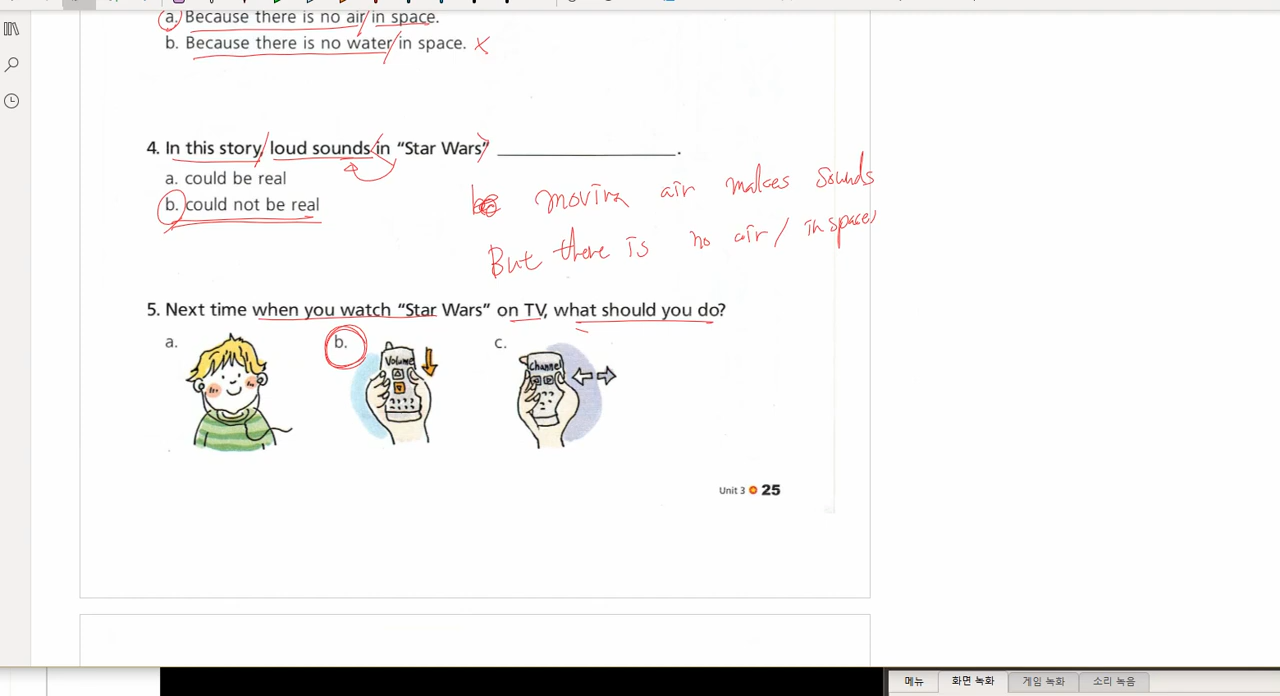 a. Because there is no air in space.
b. Because there is no water in space. X
4. In this story, loud sounds in “Star Wars” ____________________.
a. could be real
b. could not be real
moving air makes sounds
But there is no air / in space
5. Next time when you watch “Star Wars” on TV, what should you do?
a.
b.
c.
Volume
Channel
Unit 3 25
메뉴
화면 녹화
게임 녹화
소리 녹음